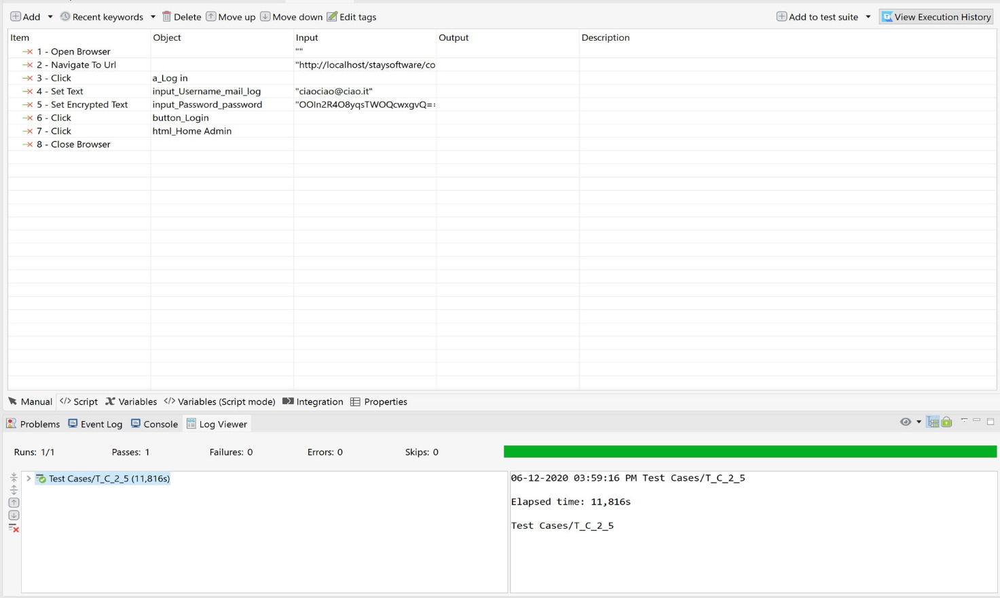 Add Recent keywords Delete Move up Move down Edit tags Add to test suite View Execution History
Item Object Input Output Description
1 - Open Browser ""
2 - Navigate To Url "http://localhost/staysoftware/co
3 - Click a_Log in
4 - Set Text input_Username_mail_log "ciaociao@ciao.it"
5 - Set Encrypted Text input_Password_password "OOIn2R4O8yqsTWOQcwxgvQ==
6 - Click button_Login
7 - Click html_Home Admin
8 - Close Browser
Manual </> Script Variables </> Variables (Script mode) Integration Properties
Problems Event Log Console Log Viewer
Runs: 1/1 Passes: 1 Failures: 0 Errors: 0 Skips: 0
Test Cases/T_C_2_5 (11,816s)
06-12-2020 03:59:16 PM Test Cases/T_C_2_5
Elapsed time: 11,816s
Test Cases/T_C_2_5